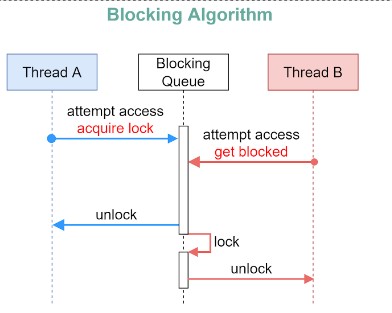 Blocking Algorithm
Thread A
Blocking
Queue
Thread B
attempt access
acquire lock
attempt access
get blocked
unlock
lock
unlock